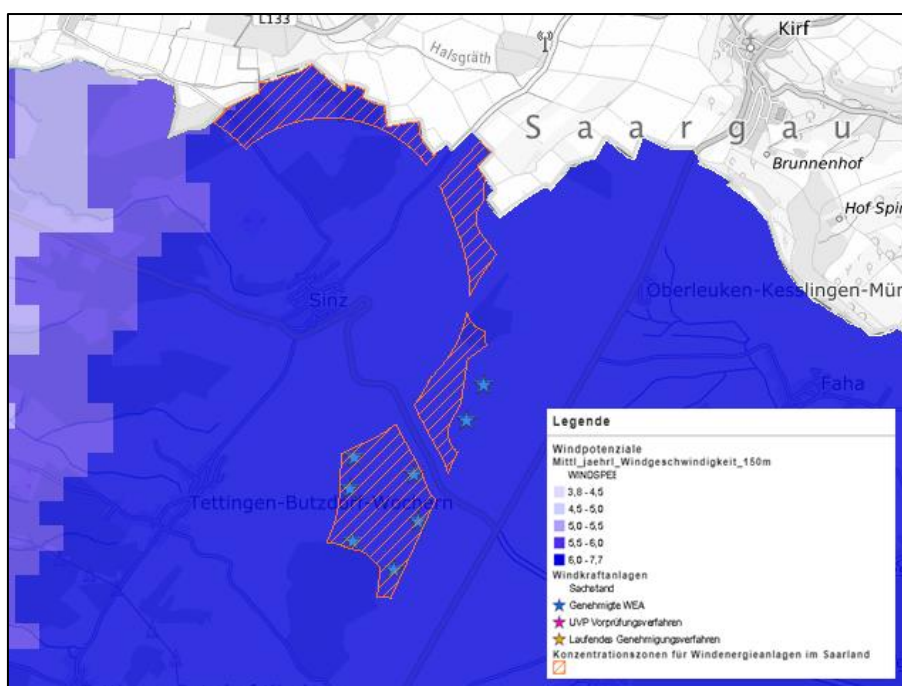 L133
Kirf
Halsgräth
Saargau
Brunnenhof
Hof Spir
Sinz
Oberleuken-Kesslingen-Mün
Faha
Tettingen-Butzdorf-Wochern
Legende
Windpotenziale
Mittl_jaehrl_Windgeschwindigkeit_150m
WINDSPEE
3,8 - 4,5
4,5 - 5,0
5,0 - 5,5
5,5 - 6,0
6,0 - 7,7
Windkraftanlagen
Sachstand
Genehmigte WEA
UVP Vorprüfungsverfahren
Laufendes Genehmigungsverfahren
Konzentrationszonen für Windenergieanlagen im Saarland